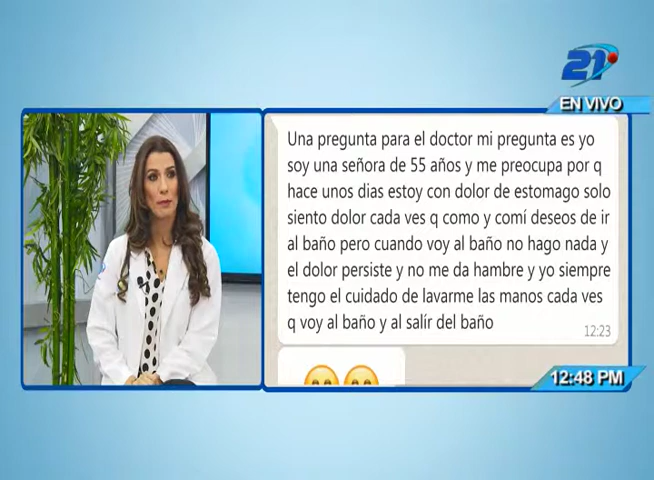 21
EN VIVO
Una pregunta para el doctor mi pregunta es yo
soy una señora de 55 años y me preocupa por q
hace unos dias estoy con dolor de estomago solo
siento dolor cada ves q como y comí deseos de ir
al baño pero cuando voy al baño no hago nada y
el dolor persiste y no me da hambre y yo siempre
tengo el cuidado de lavarme las manos cada ves
q voy al baño y al salír del baño
12:23
12:48 PM